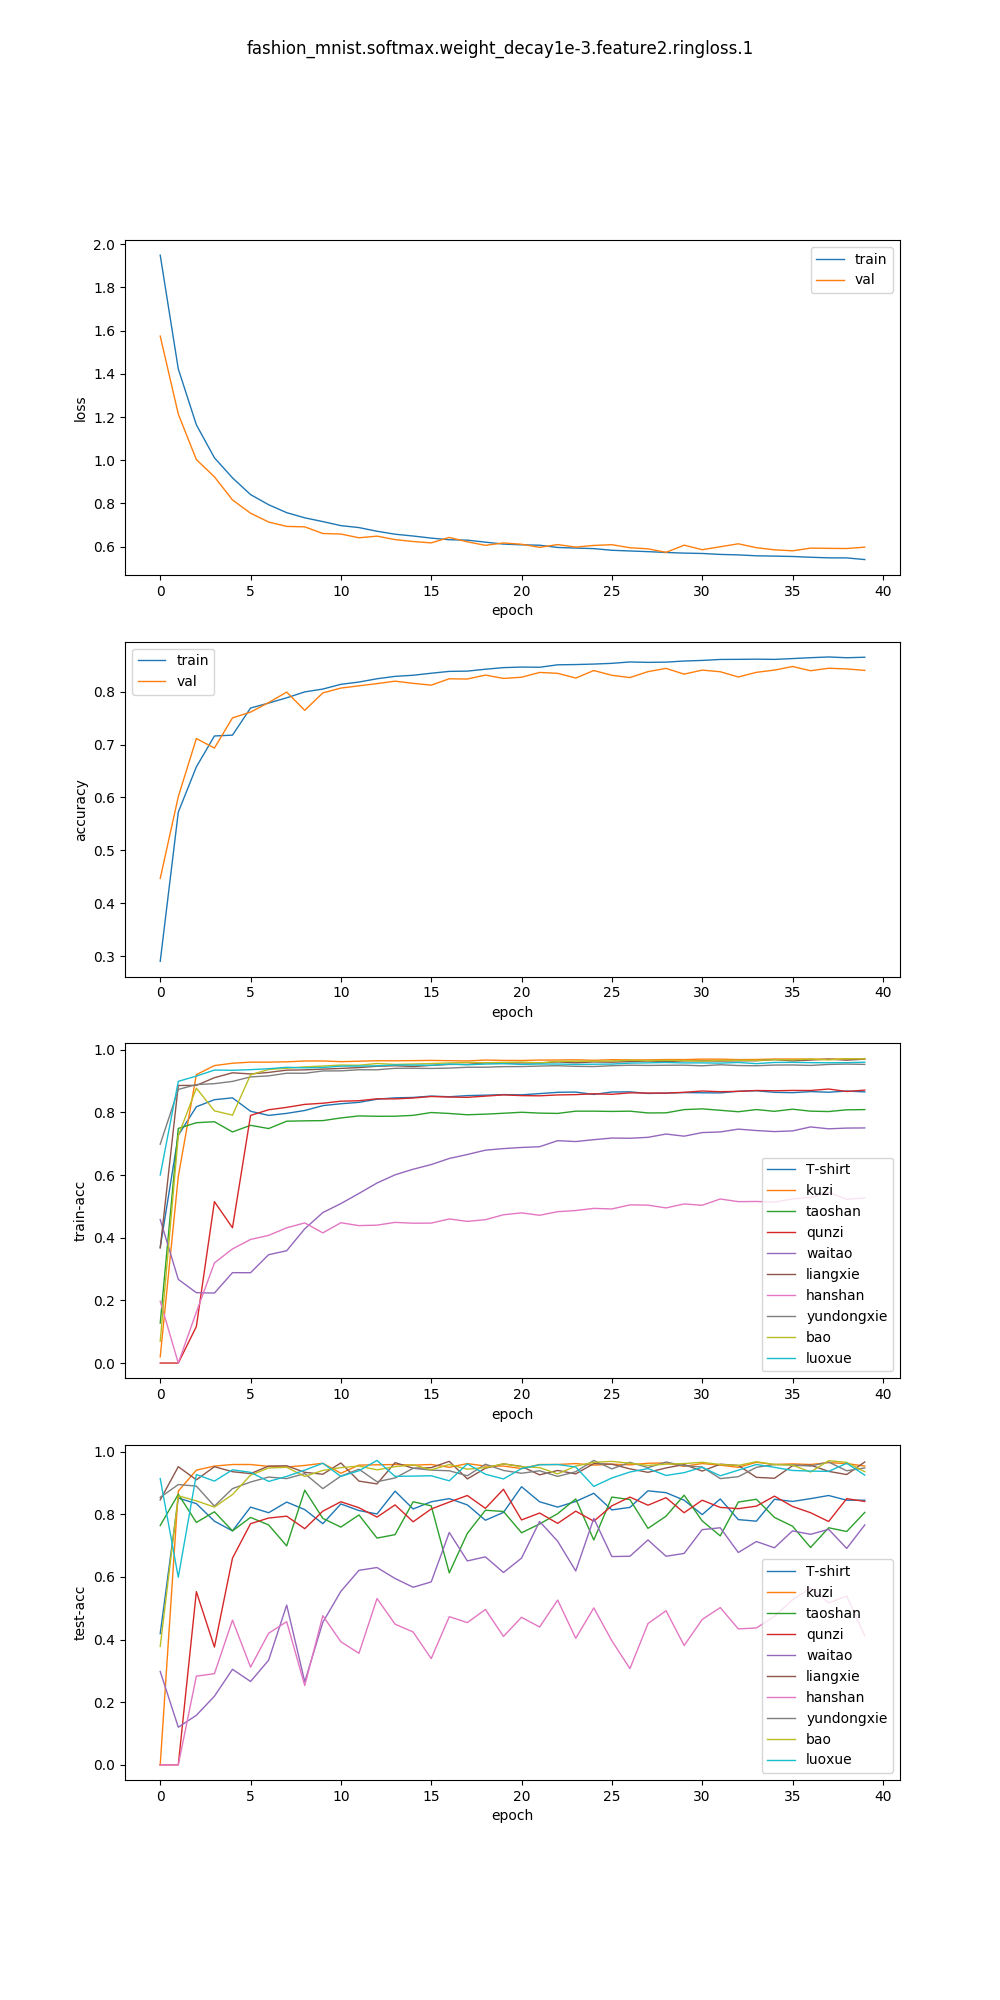 fashion_mnist.softmax.weight_decay1e-3.feature2.ringloss.1
2.0
1.8
1.6
1.4
1.2
1.0
0.8
0.6
loss
train
val
0 5 10 15 20 25 30 35 40
epoch
0.8
0.7
0.6
0.5
0.4
0.3
accuracy
train
val
0 5 10 15 20 25 30 35 40
epoch
1.0
0.8
0.6
0.4
0.2
0.0
train-acc
T-shirt
kuzi
taoshan
qunzi
waitao
liangxie
hanshan
yundongxie
bao
luoxue
0 5 10 15 20 25 30 35 40
epoch
1.0
0.8
0.6
0.4
0.2
0.0
test-acc
T-shirt
kuzi
taoshan
qunzi
waitao
liangxie
hanshan
yundongxie
bao
luoxue
0 5 10 15 20 25 30 35 40
epoch